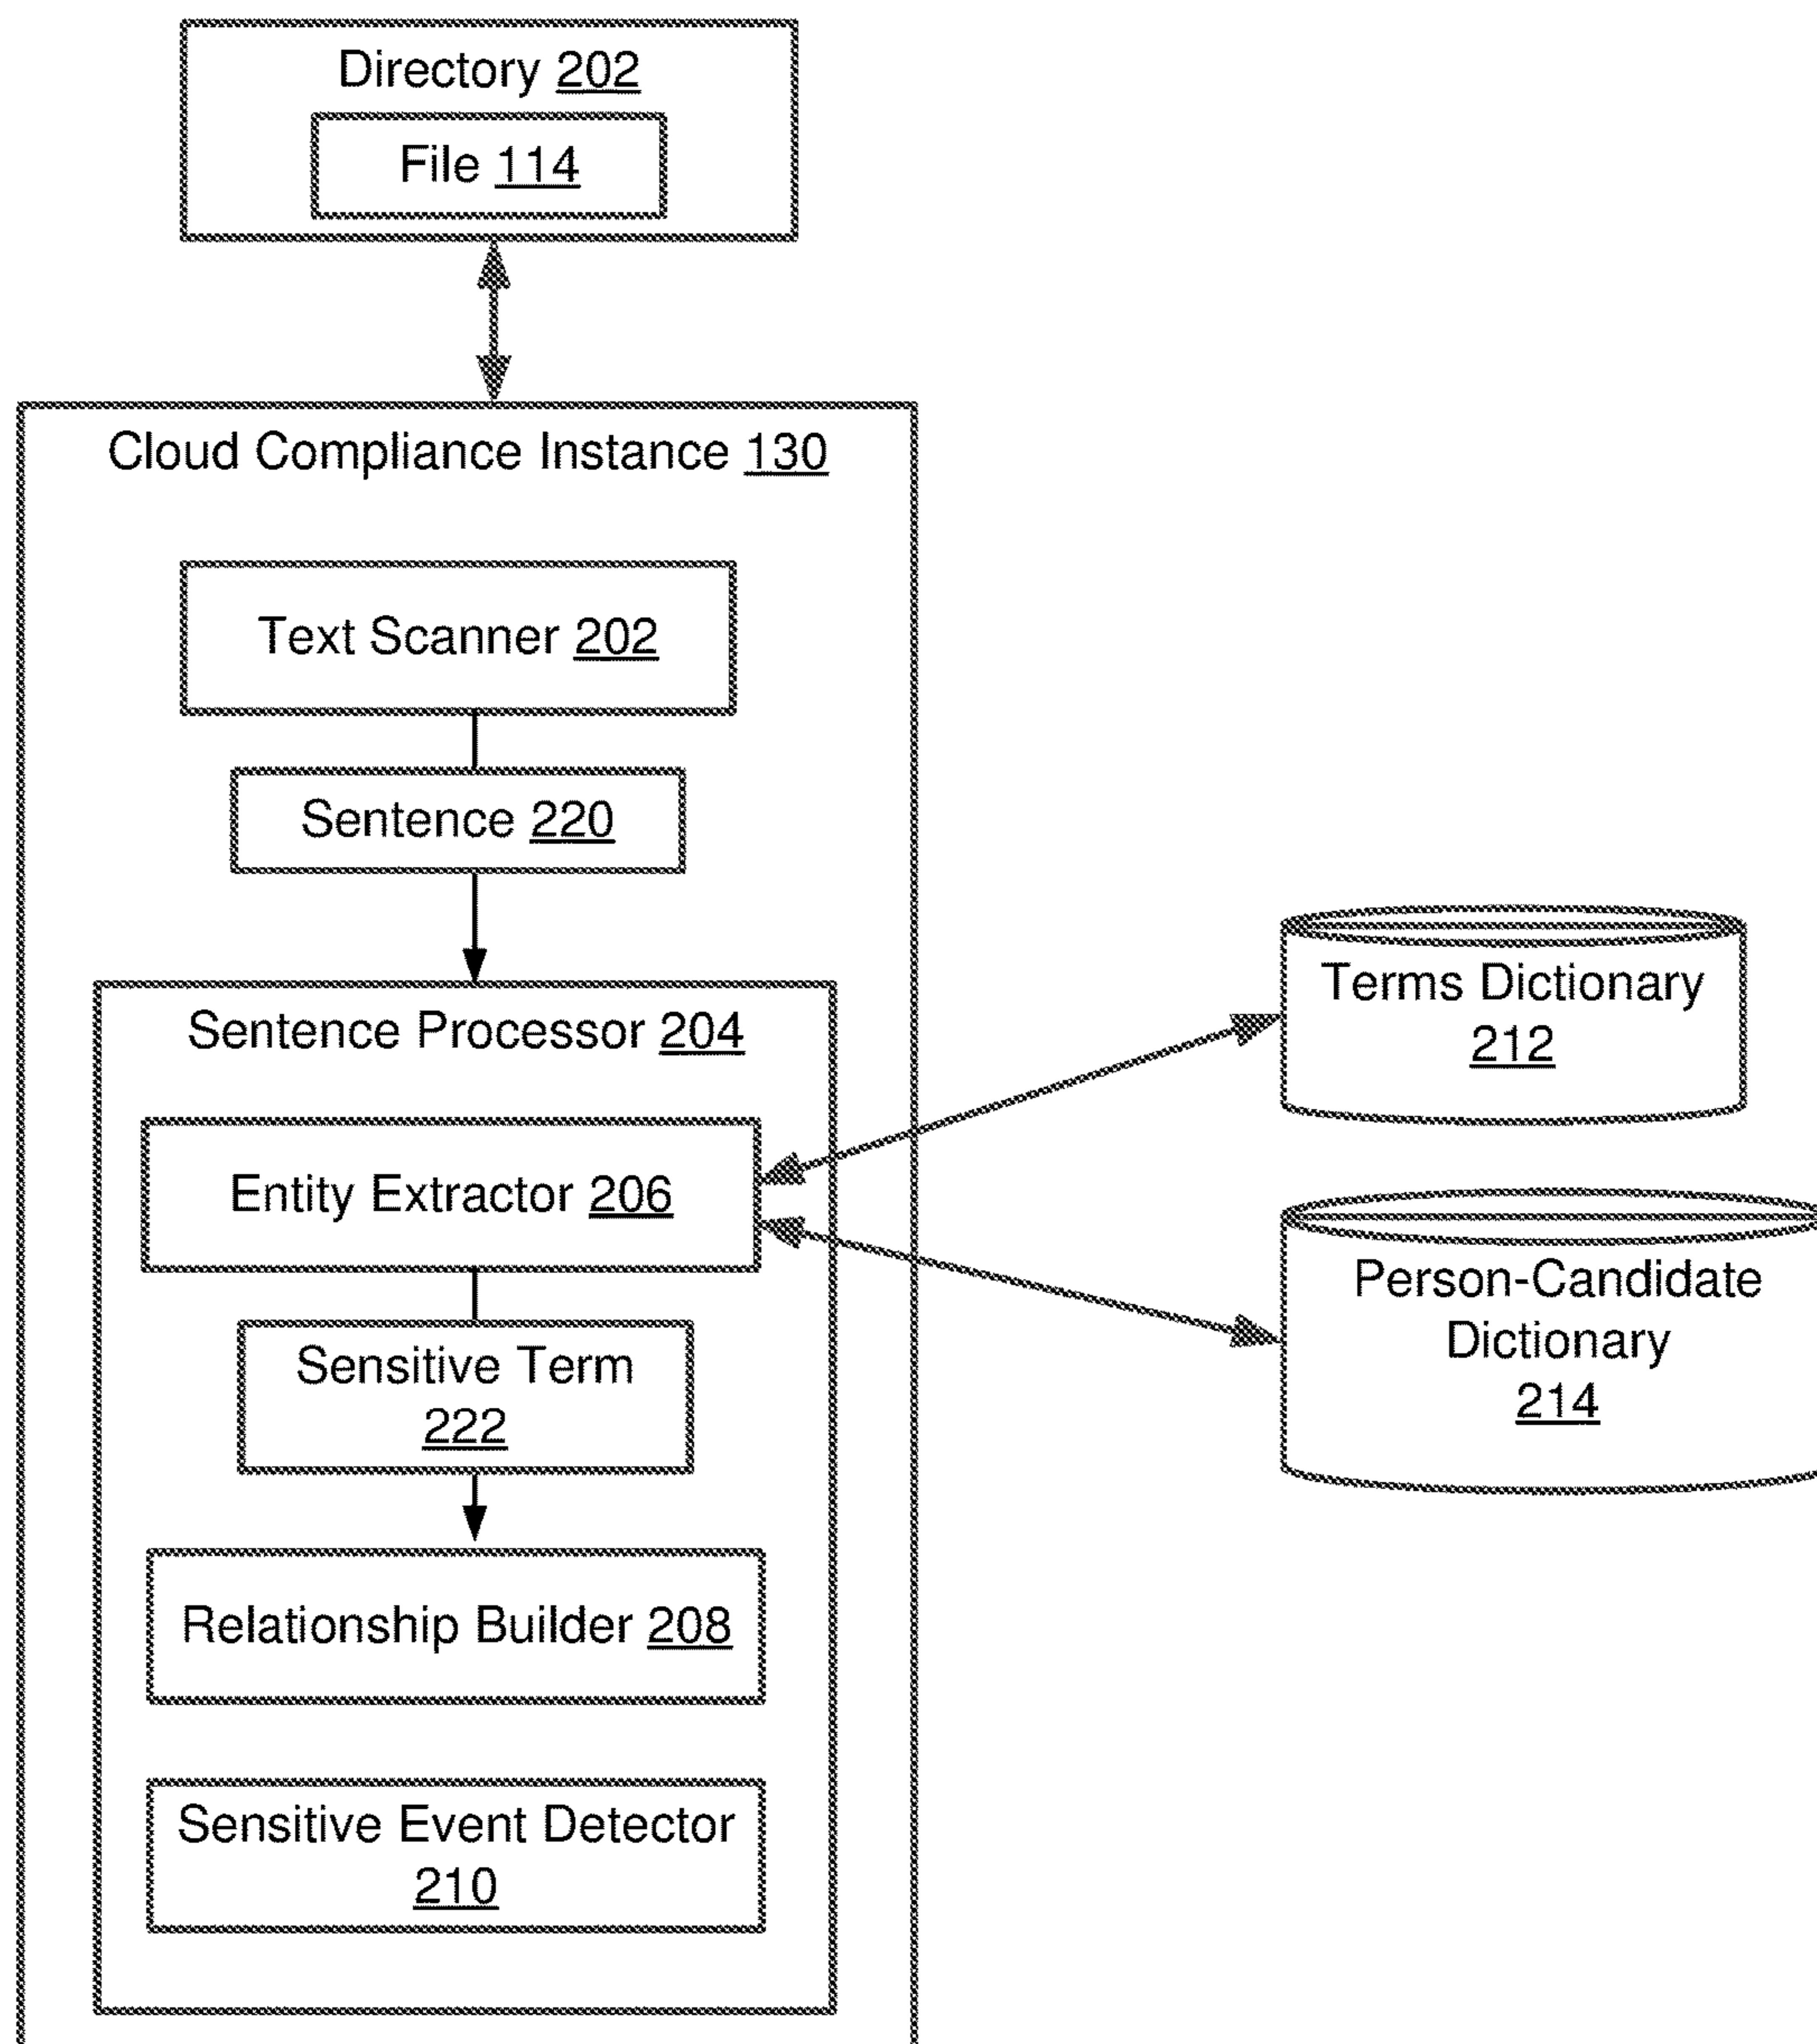 Directory 202
File 114
Cloud Compliance Instance 130
Text Scanner 202
Sentence 220
Sentence Processor 204
Entity Extractor 206
Sensitive Term
222
Relationship Builder 208
Sensitive Event Detector
210
Terms Dictionary
212
Person-Candidate
Dictionary
214